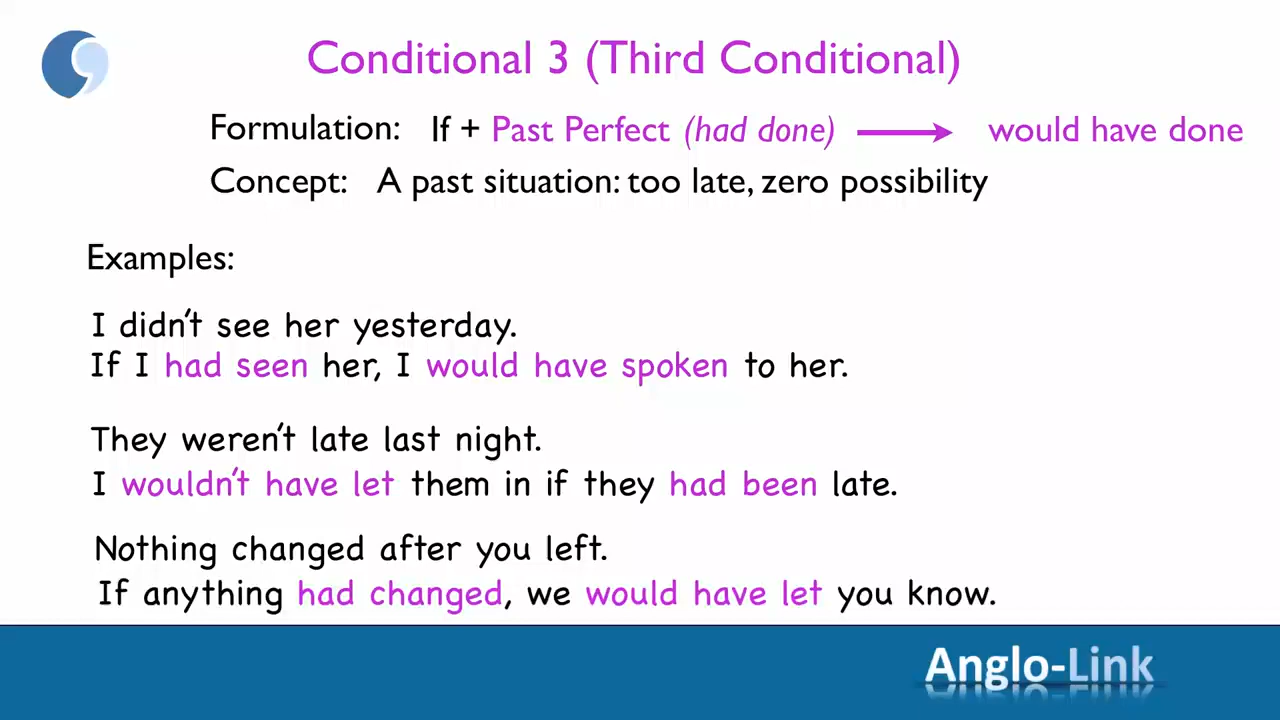 Conditional 3 (Third Conditional)
Formulation: If + Past Perfect (had done) would have done
Concept: A past situation: too late, zero possibility
Examples:
I didn't see her yesterday.
If I had seen her, I would have spoken to her.
They weren't late last night.
I wouldn't have let them in if they had been late.
Nothing changed after you left.
If anything had changed, we would have let you know.
Anglo-Link